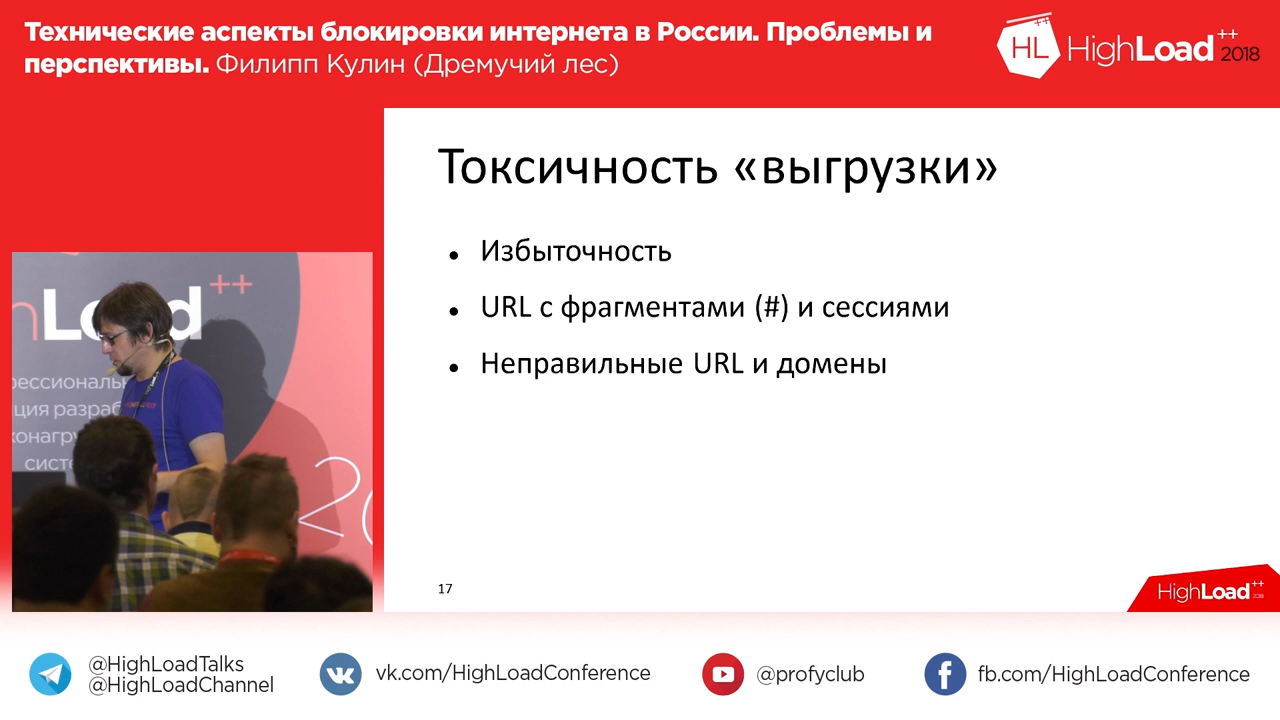 Технические аспекты блокировки интернета в России. Проблемы и
перспективы. Филипп Кулин (Дремучий лес)
HL HighLoad++ 2018
Токсичность «выгрузки»
• Избыточность
• URL с фрагментами (#) и сессиями
• Неправильные URL и домены
17
HighLoad++ 2018
@HighLoadTalks
@HighLoadChannel
vk.com/HighLoadConference
@profyclub
fb.com/HighLoadConference